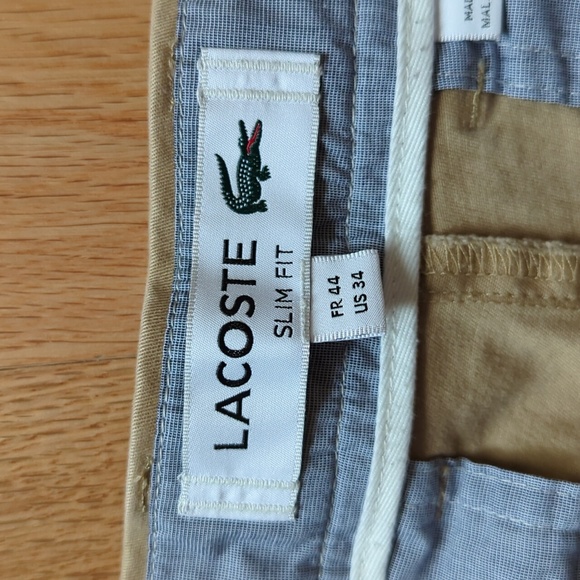 LACOSTE
SLIM FIT
FR 44
US 34